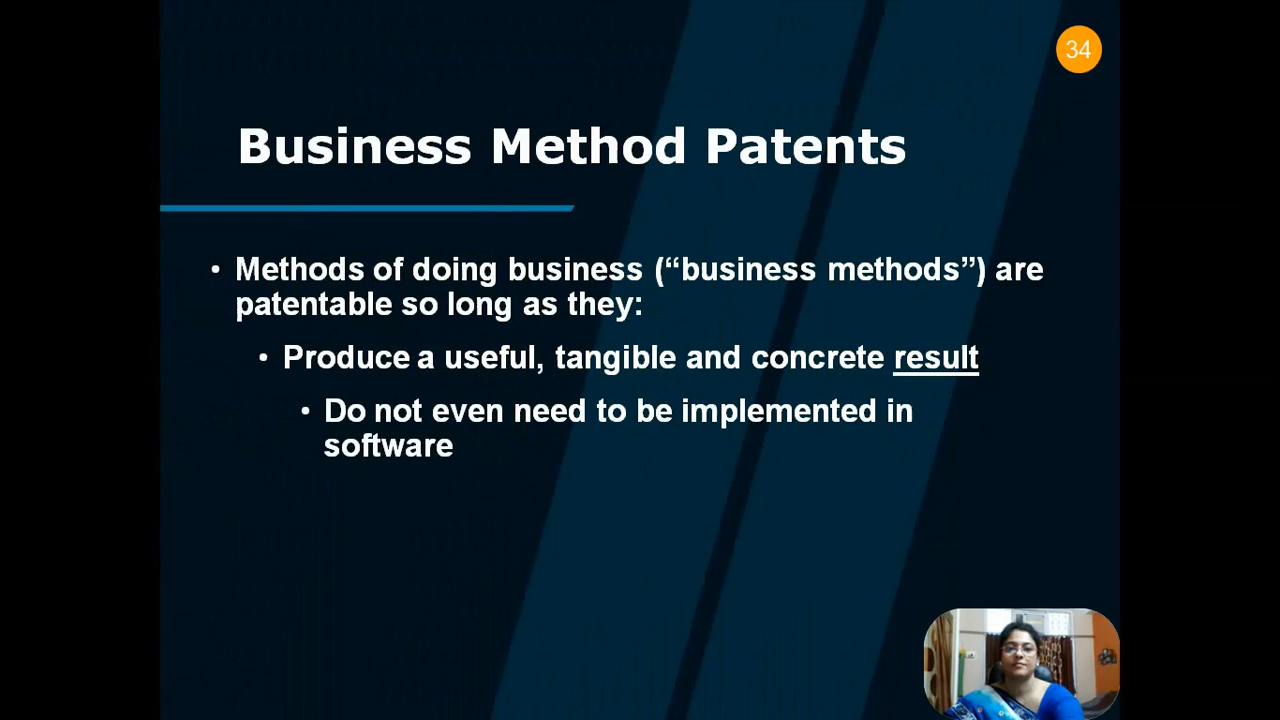 34
Business Method Patents
• Methods of doing business (“business methods”) are
patentable so long as they:
• Produce a useful, tangible and concrete result
• Do not even need to be implemented in
software